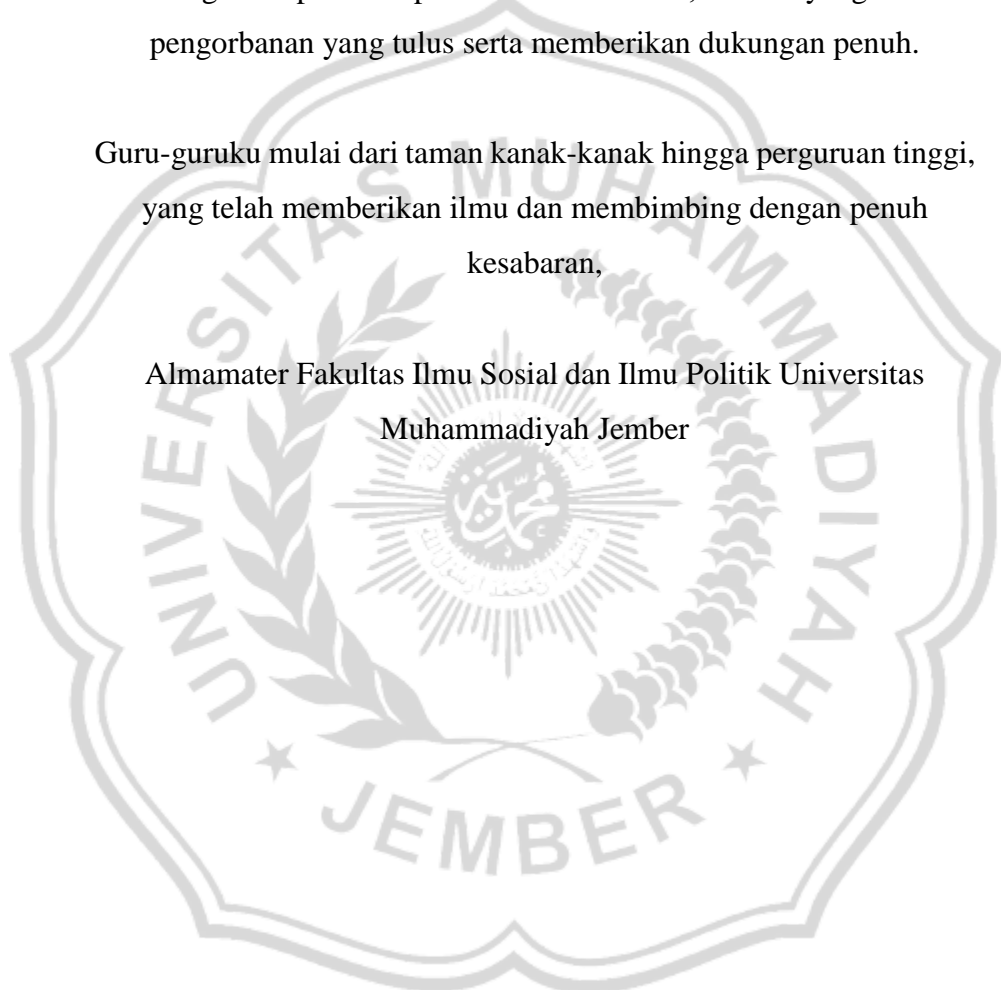 pengorbanan yang tulus serta memberikan dukungan penuh.
Guru-guruku mulai dari taman kanak-kanak hingga perguruan tinggi,
yang telah memberikan ilmu dan membimbing dengan penuh
kesabaran,
Almamater Fakultas Ilmu Sosial dan Ilmu Politik Universitas
Muhammadiyah Jember
UNIVERSITAS MUHAMMADIYAH
JEMBER